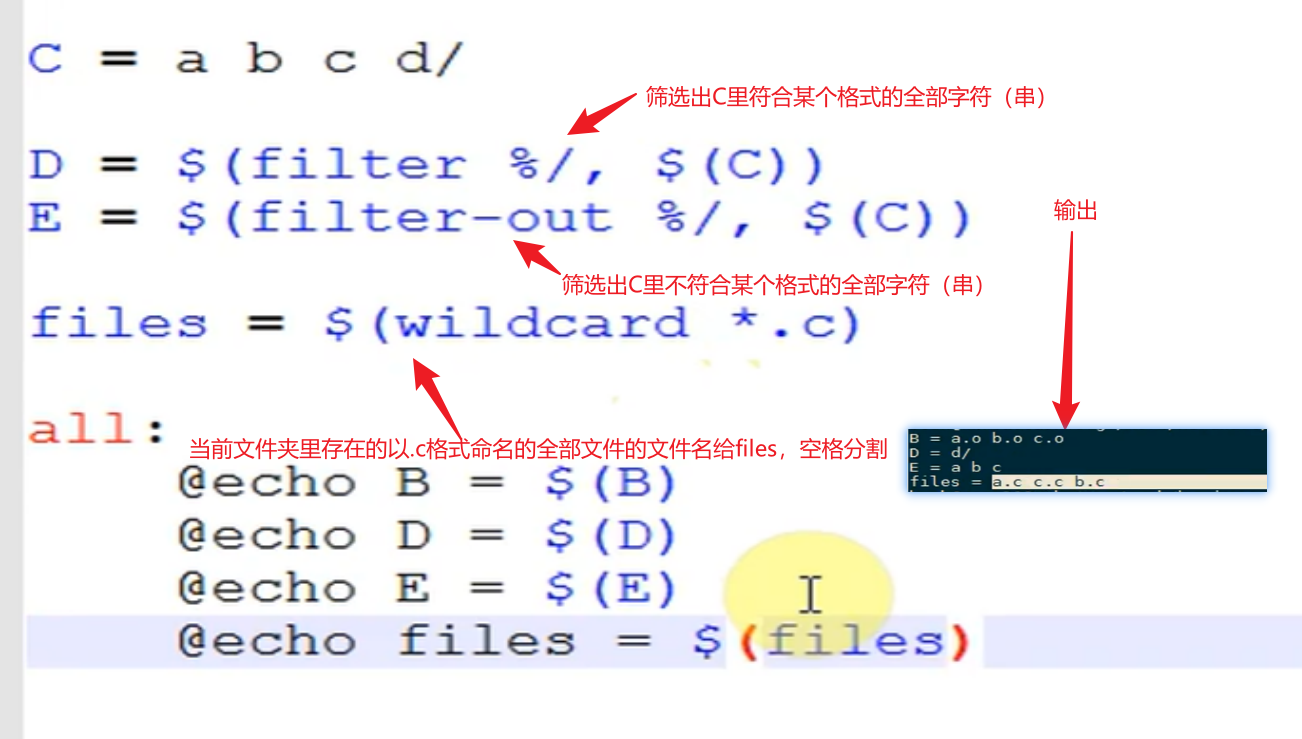 C = a b c d/
筛选出C里符合某个格式的全部字符（串）
D = $(filter %/, $(C))
E = $(filter-out %/, $(C))
输出
筛选出C里不符合某个格式的全部字符（串）
files = $(wildcard *.c)
all:
当前文件夹里存在的以.c格式命名的全部文件的文件名给files，空格分割
B = a.o b.o c.o
D = d/
E = a b c
files = a.c c.c b.c
@echo B = $(B)
@echo D = $(D)
@echo E = $(E)
@echo files = $(files)